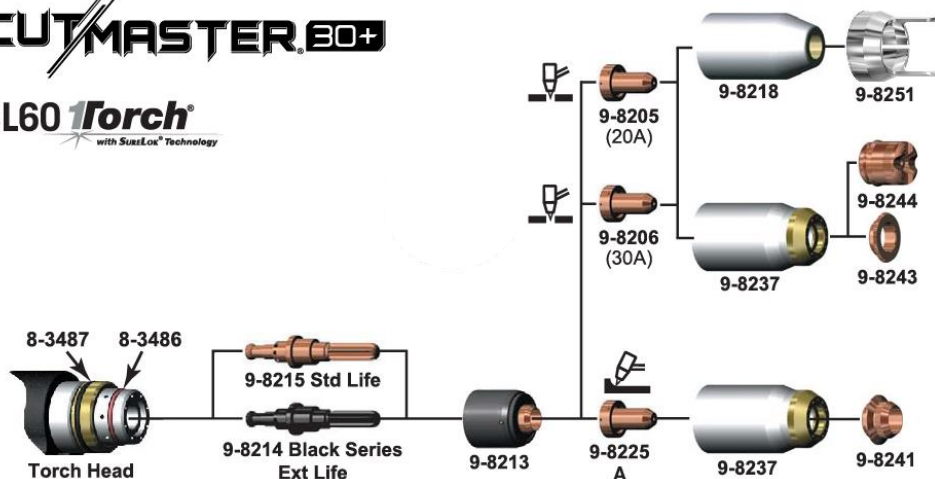 CUTMASTER® 30+
SL60 1Torch®
with SureLok® Technology
9-8218
9-8251
9-8205
(20A)
9-8244
9-8206
(30A)
9-8237
9-8243
8-3487
8-3486
9-8215 Std Life
9-8214 Black Series
Ext Life
Torch Head
9-8213
9-8225
A
9-8237
9-8241